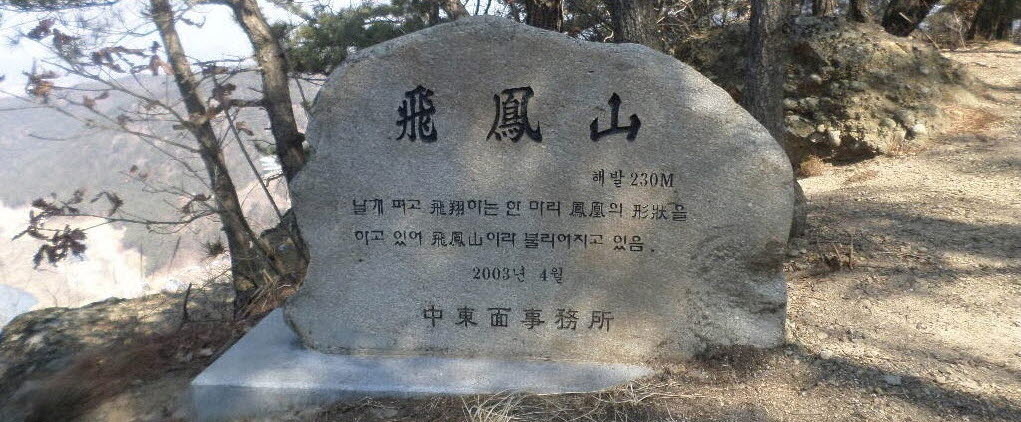 飛鳳山
해발 230M
날개 펴고 飛翔하는 한 마리 鳳凰의 形狀을
하고 있어 飛鳳山이라 불리어지고 있음.
2003년 4월
中東面事務所